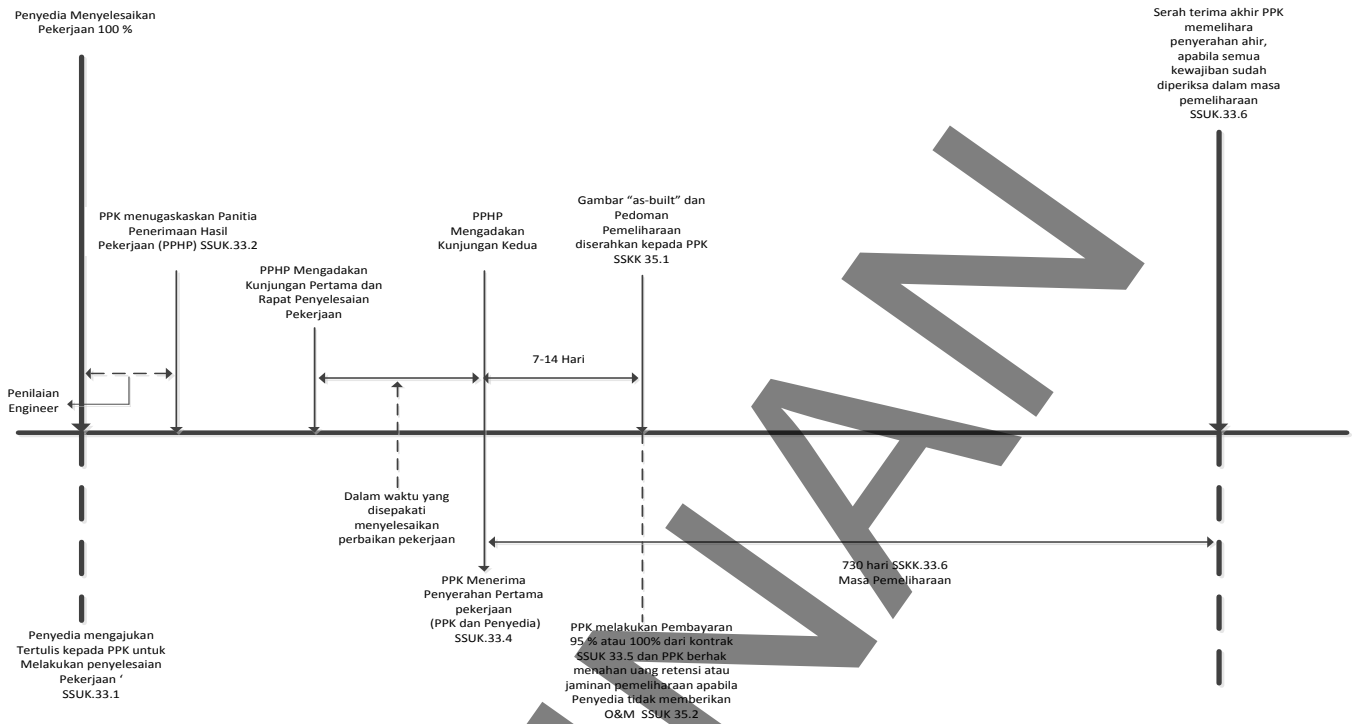 Penyedia Menyelesaikan
Pekerjaan 100 %
Serah terima akhir PPK
memelihara
penyerahan ahir,
apabila semua
kewajiban sudah
diperiksa dalam masa
pemeliharaan
SSUK.33.6
PPK menugaskaskan Panitia
Penerimaan Hasil
Pekerjaan (PPHP) SSUK.33.2
PPHP Mengadakan
Kunjungan Pertama dan
Rapat Penyelesaian
Pekerjaan
PPHP
Mengadakan
Kunjungan Kedua
Gambar “as-built” dan
Pedoman
Pemeliharaan
diserahkan kepada PPK
SSKK 35.1
7-14 Hari
Penilaian
Engineer
Dalam waktu yang
disepakati
menyelesaikan
perbaikan pekerjaan
PPK Menerima
Penyerahan Pertama
pekerjaan
(PPK dan Penyedia)
SSUK.33.4
730 hari SSKK.33.6
Masa Pemeliharaan
Penyedia mengajukan
Tertulis kepada PPK untuk
Melakukan penyelesaian
Pekerjaan ‘
SSUK.33.1
PPK melakukan Pembayaran
95 % atau 100% dari kontrak
SSUK 33.5 dan PPK berhak
menahan uang retensi atau
jaminan pemeliharaan apabila
Penyedia tidak memberikan
O&M SSUK 35.2